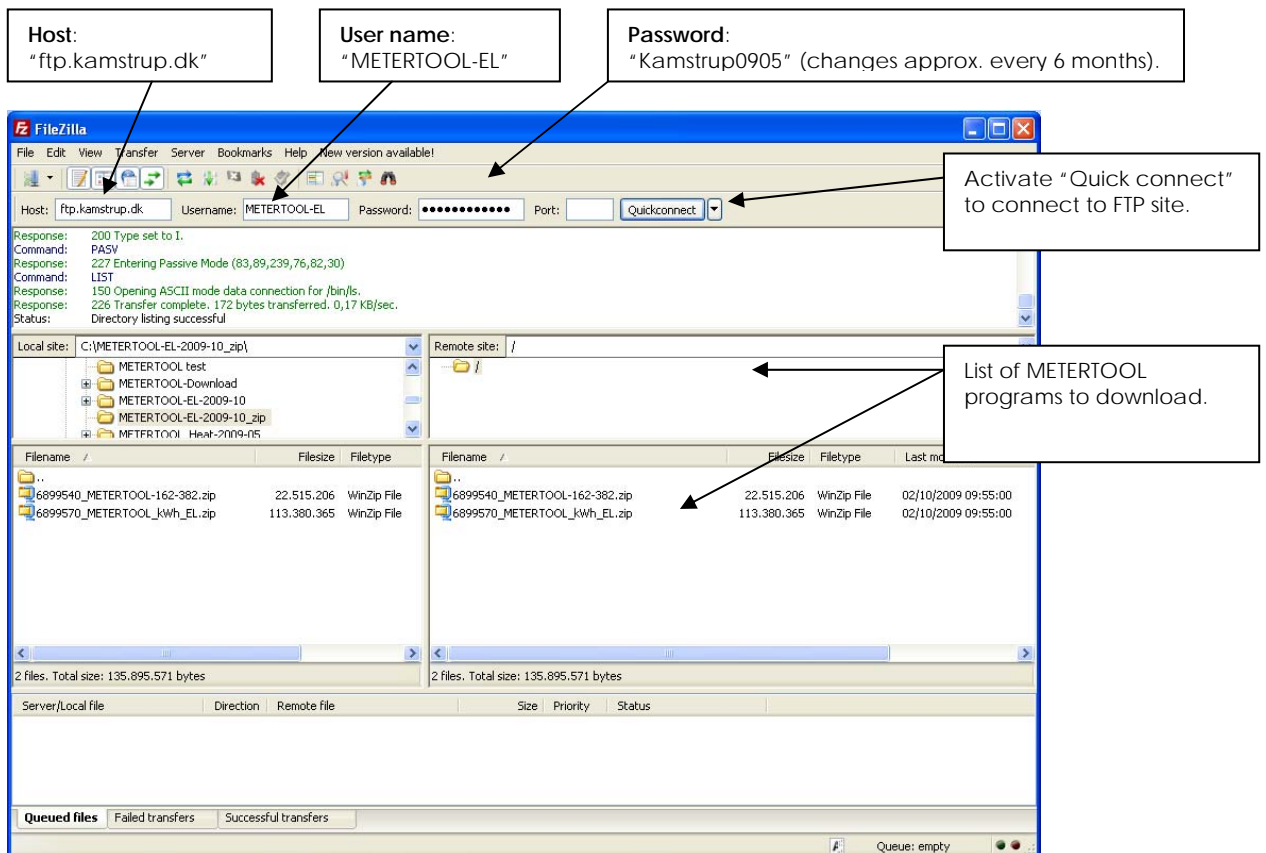 Host:
"ftp.kamstrup.dk"
User name:
"METERTOOL-EL"
Password:
"Kamstrup0905" (changes approx. every 6 months).
FileZilla
File Edit View Transfer Server Bookmarks Help New version available!
Activate "Quick connect"
to connect to FTP site.
Host: ftp.kamstrup.dk Username: METERTOOL-EL Password: ●●●●●●●●●●●● Port: Quickconnect
Response: 200 Type set to I.
Command: PASV
Response: 227 Entering Passive Mode (83,89,239,76,82,30)
Command: LIST
Response: 150 Opening ASCII mode data connection for /bin/ls.
Response: 226 Transfer complete. 172 bytes transferred. 0,17 KB/sec.
Status: Directory listing successful
Local site: C:\METERTOOL-EL-2009-10_zip\
METERTOOL test
METERTOOL-Download
METERTOOL-EL-2009-10
METERTOOL-EL-2009-10_zip
METERTOOL_Heat-2009-05
Remote site: /
/
List of METERTOOL
programs to download.
Filename Filesize Filetype
..
6899540_METERTOOL-162-382.zip 22.515.206 WinZip File
6899570_METERTOOL_kWh_EL.zip 113.380.365 WinZip File
2 files. Total size: 135.895.571 bytes
Filename Filesize Filetype Last mo
..
6899540_METERTOOL-162-382.zip 22.515.206 WinZip File 02/10/2009 09:55:00
6899570_METERTOOL_kWh_EL.zip 113.380.365 WinZip File 02/10/2009 09:55:00
2 files. Total size: 135.895.571 bytes
Server/Local file Direction Remote file Size Priority Status
Queued files Failed transfers Successful transfers
Queue: empty